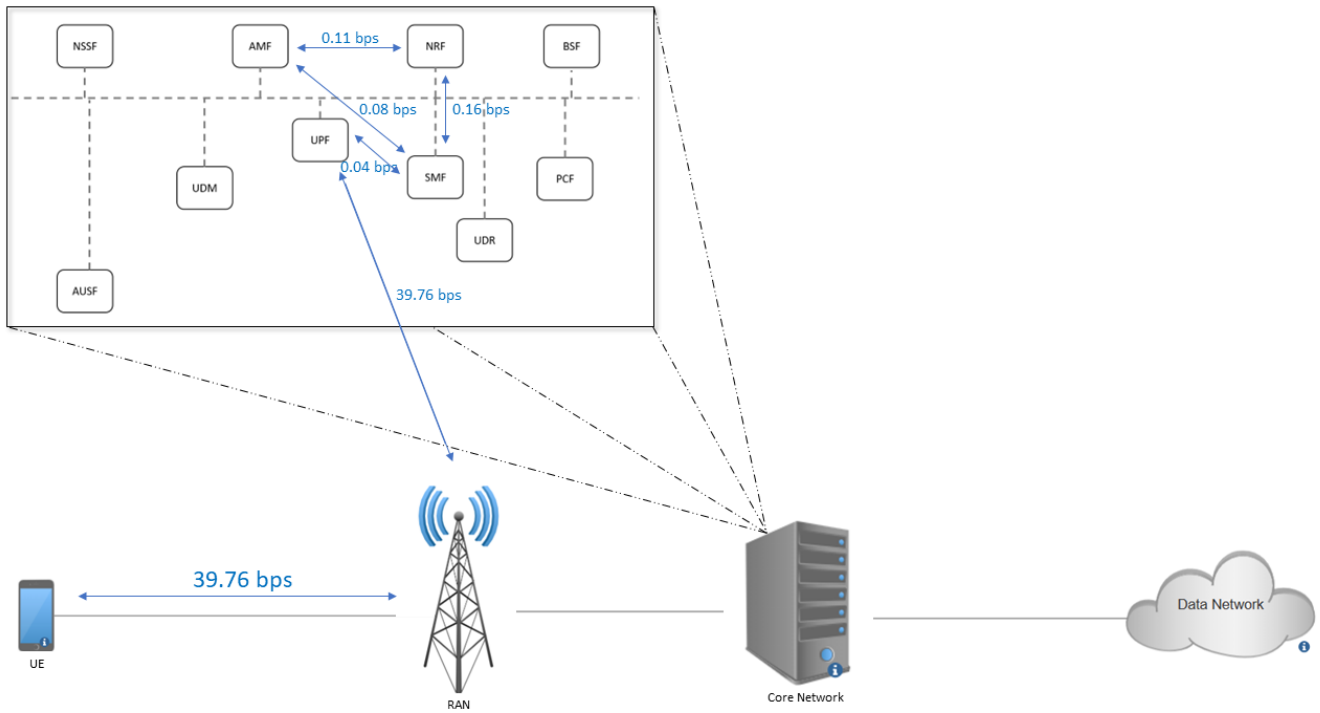 NSSF
AMF
0.11 bps
NRF
BSF
0.08 bps
0.16 bps
UPF
0.04 bps
UDM
SMF
PCF
UDR
AUSF
39.76 bps
39.76 bps
Data Network
UE
RAN
Core Network